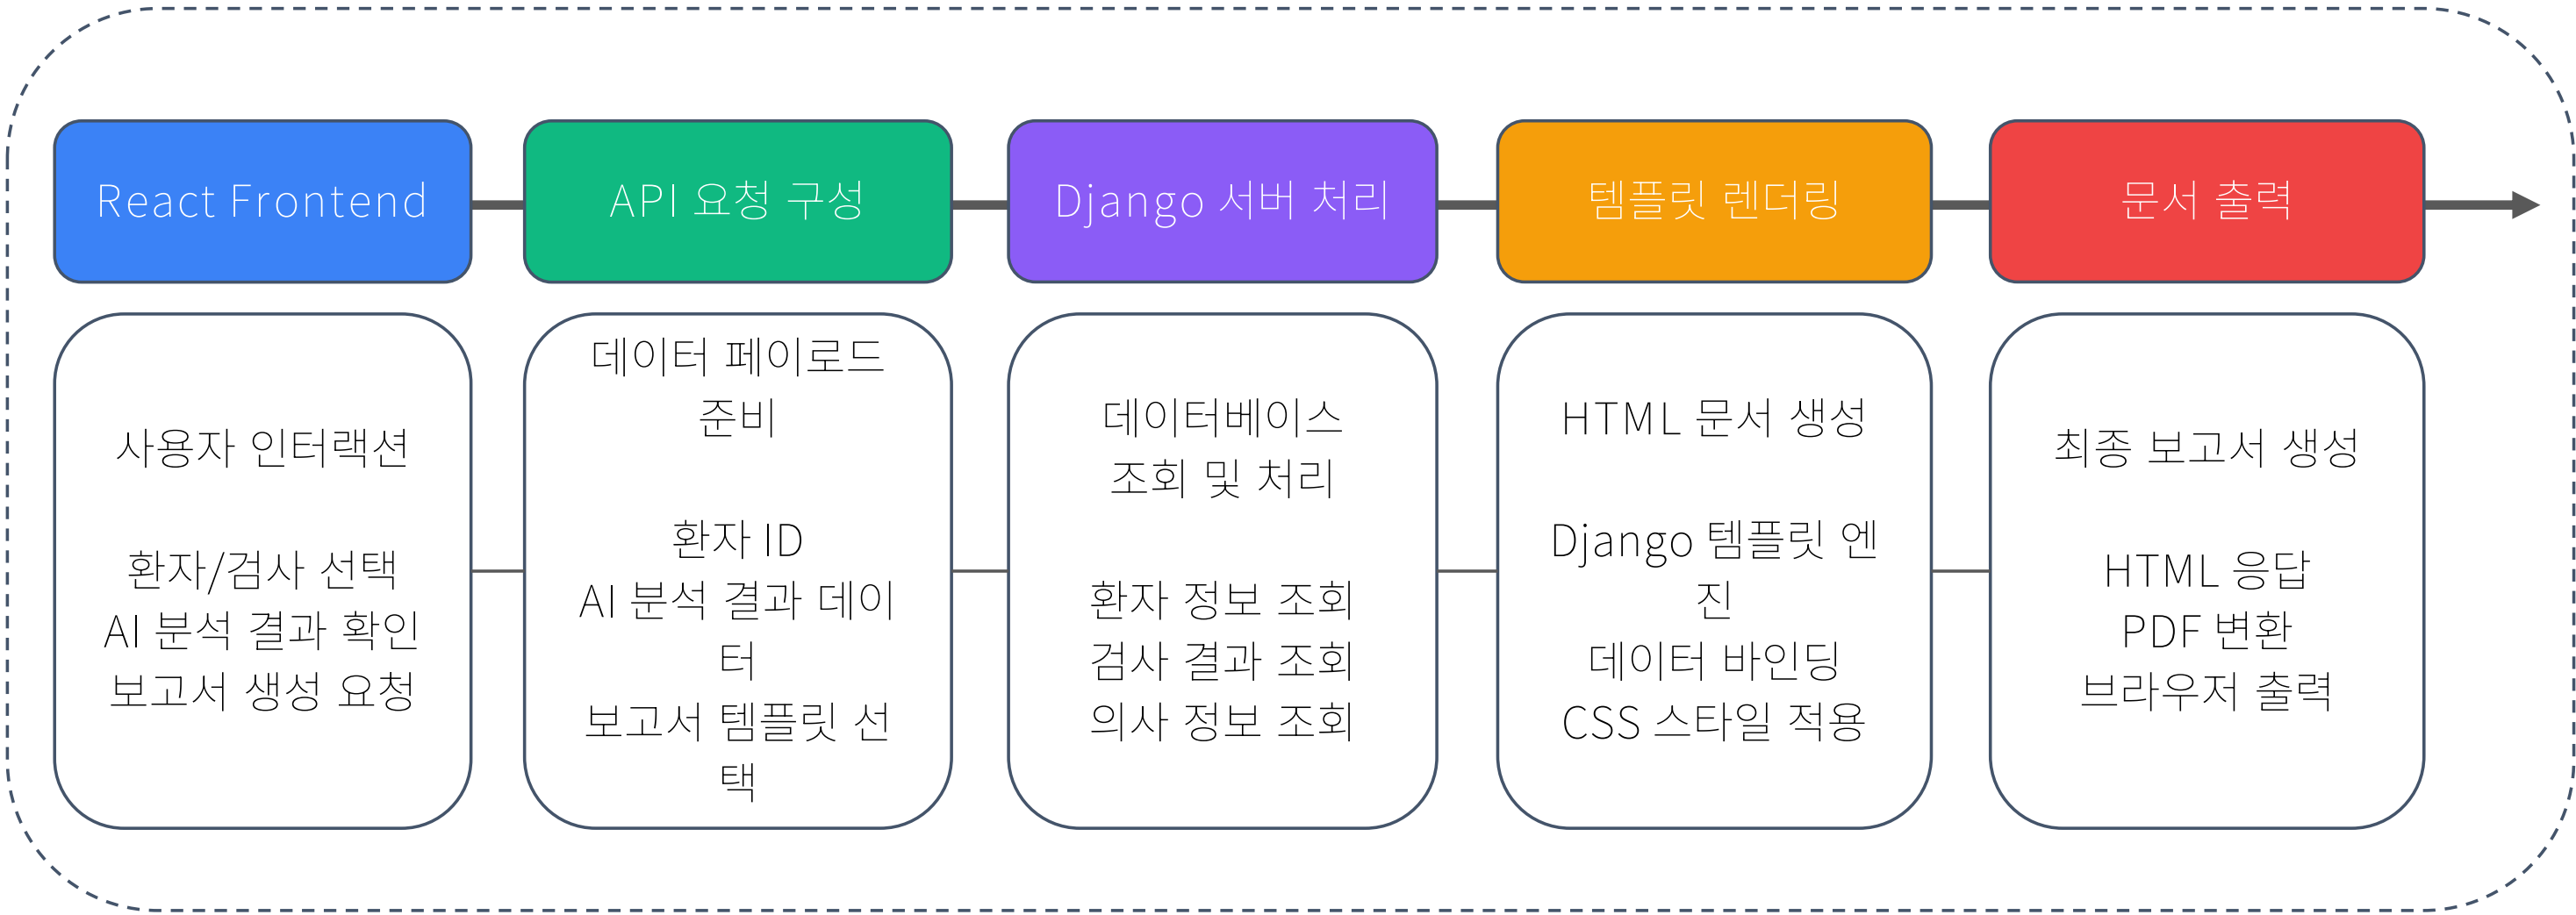 React Frontend
API 요청 구성
Django 서버 처리
템플릿 렌더링
문서 출력
사용자 인터랙션
환자/검사 선택
AI 분석 결과 확인
보고서 생성 요청
데이터 페이로드
준비
환자 ID
AI 분석 결과 데이
터
보고서 템플릿 선
택
데이터베이스
조회 및 처리
환자 정보 조회
검사 결과 조회
의사 정보 조회
HTML 문서 생성
Django 템플릿 엔
진
데이터 바인딩
CSS 스타일 적용
최종 보고서 생성
HTML 응답
PDF 변환
브라우저 출력